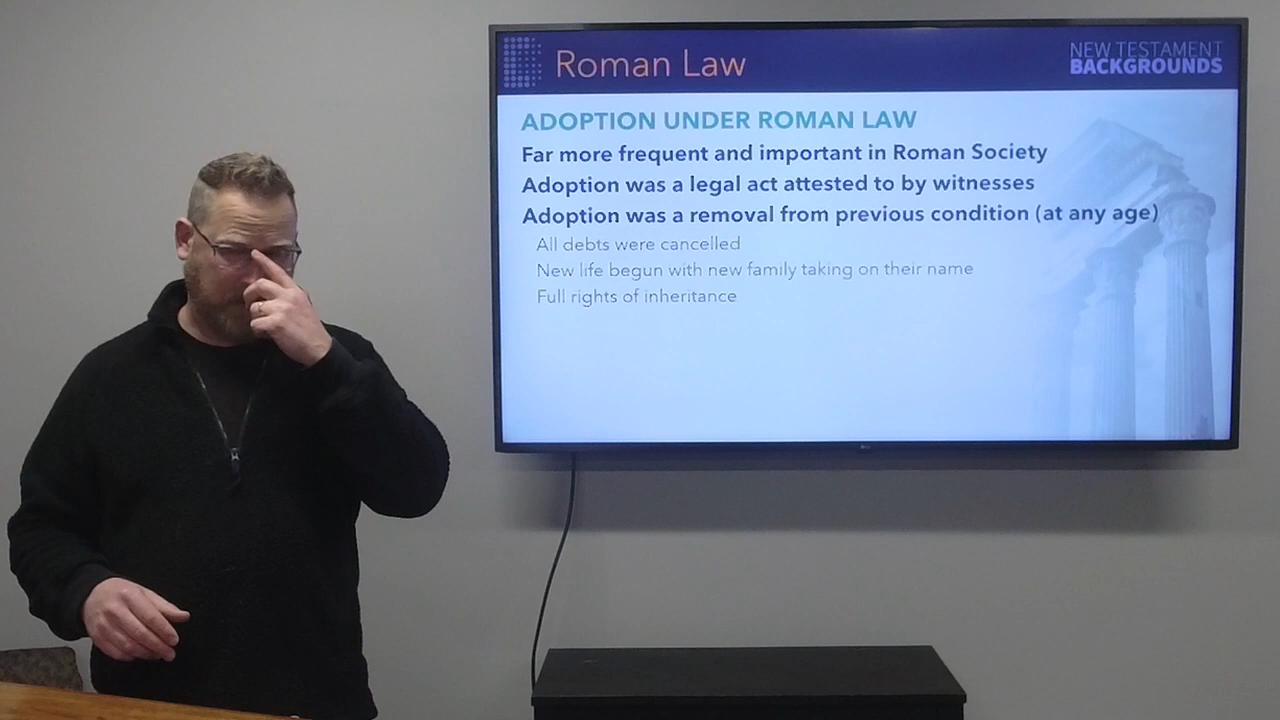 Roman Law
NEW TESTAMENT
BACKGROUNDS
ADOPTION UNDER ROMAN LAW
Far more frequent and important in Roman Society
Adoption was a legal act attested to by witnesses
Adoption was a removal from previous condition (at any age)
All debts were cancelled
New life begun with new family taking on their name
Full rights of inheritance